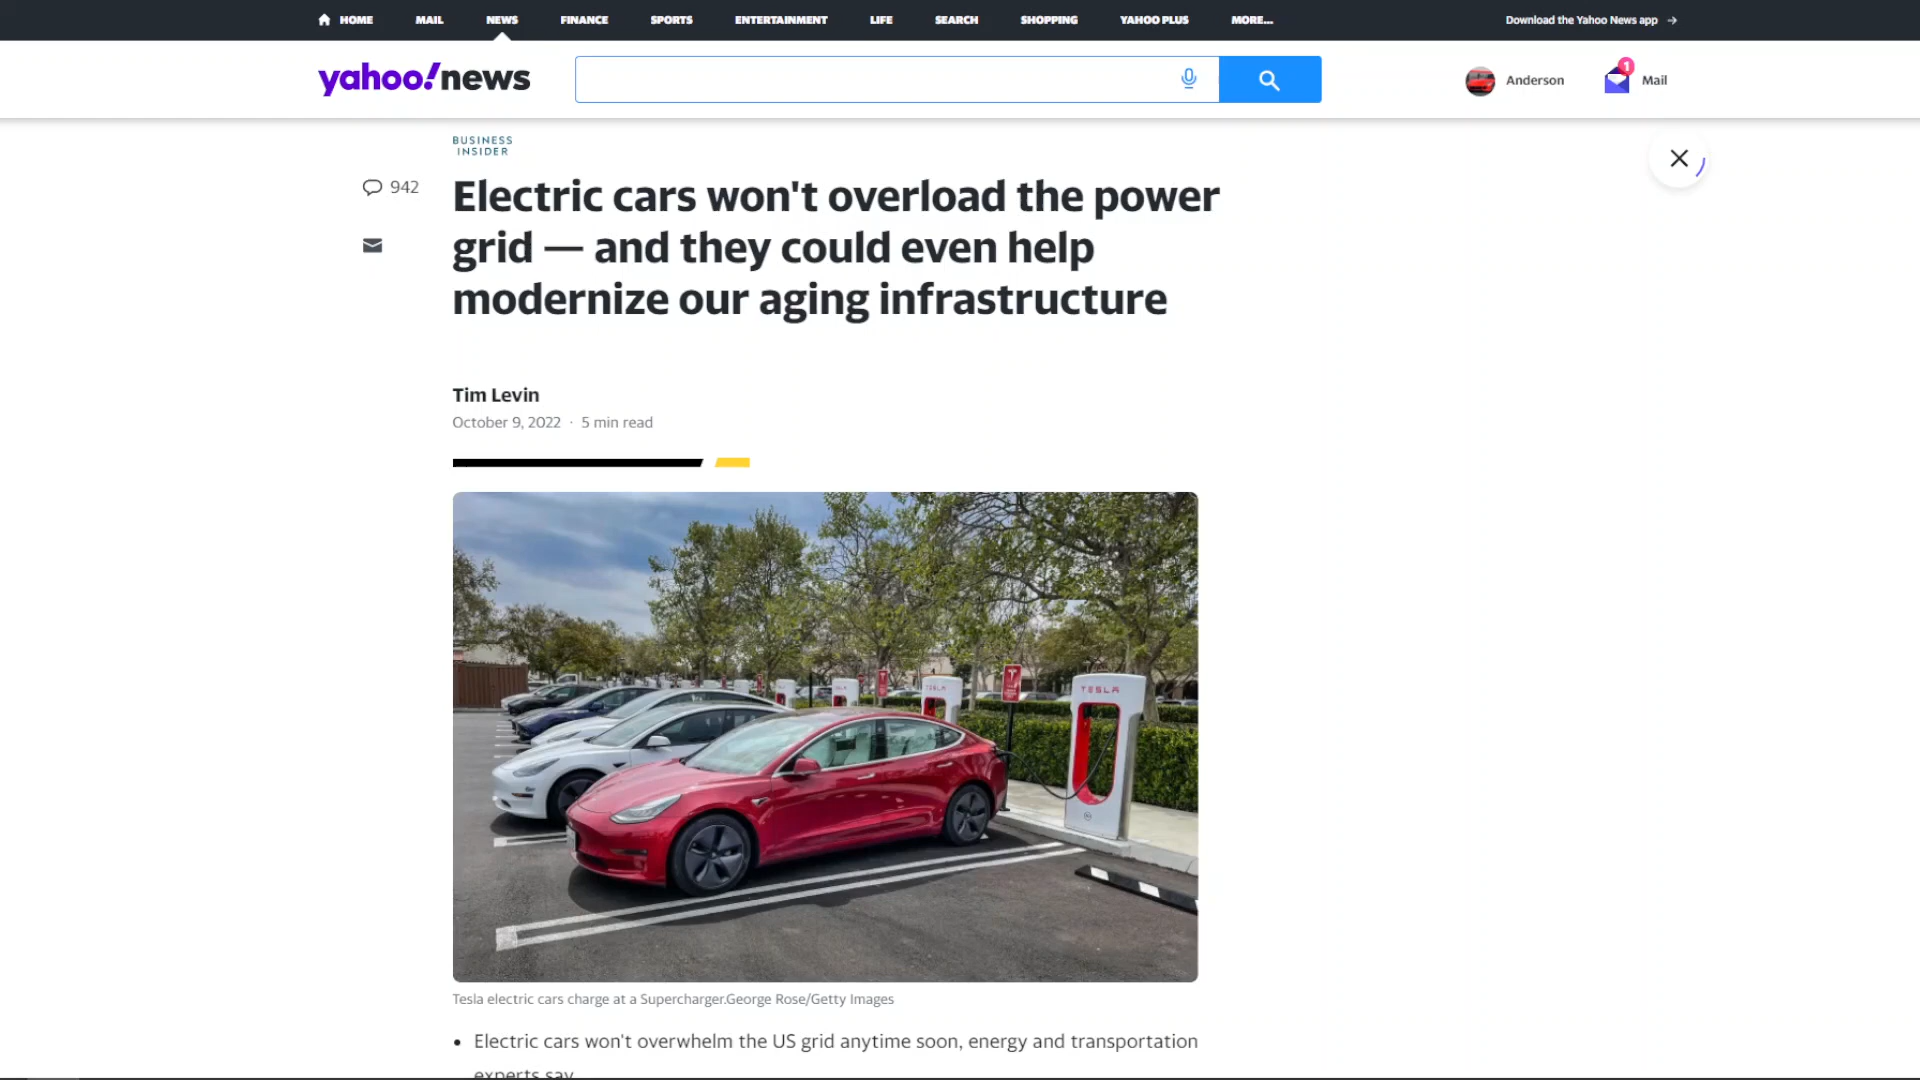 HOME MAIL NEWS FINANCE SPORTS ENTERTAINMENT LIFE SEARCH SHOPPING YAHOO PLUS MORE... Download the Yahoo News app →
yahoo!news
Anderson
1
Mail
BUSINESS
INSIDER
942
Electric cars won't overload the power
grid — and they could even help
modernize our aging infrastructure
Tim Levin
October 9, 2022 · 5 min read
TESLA
TESLA
Tesla electric cars charge at a Supercharger.George Rose/Getty Images
• Electric cars won't overwhelm the US grid anytime soon, energy and transportation
experts say